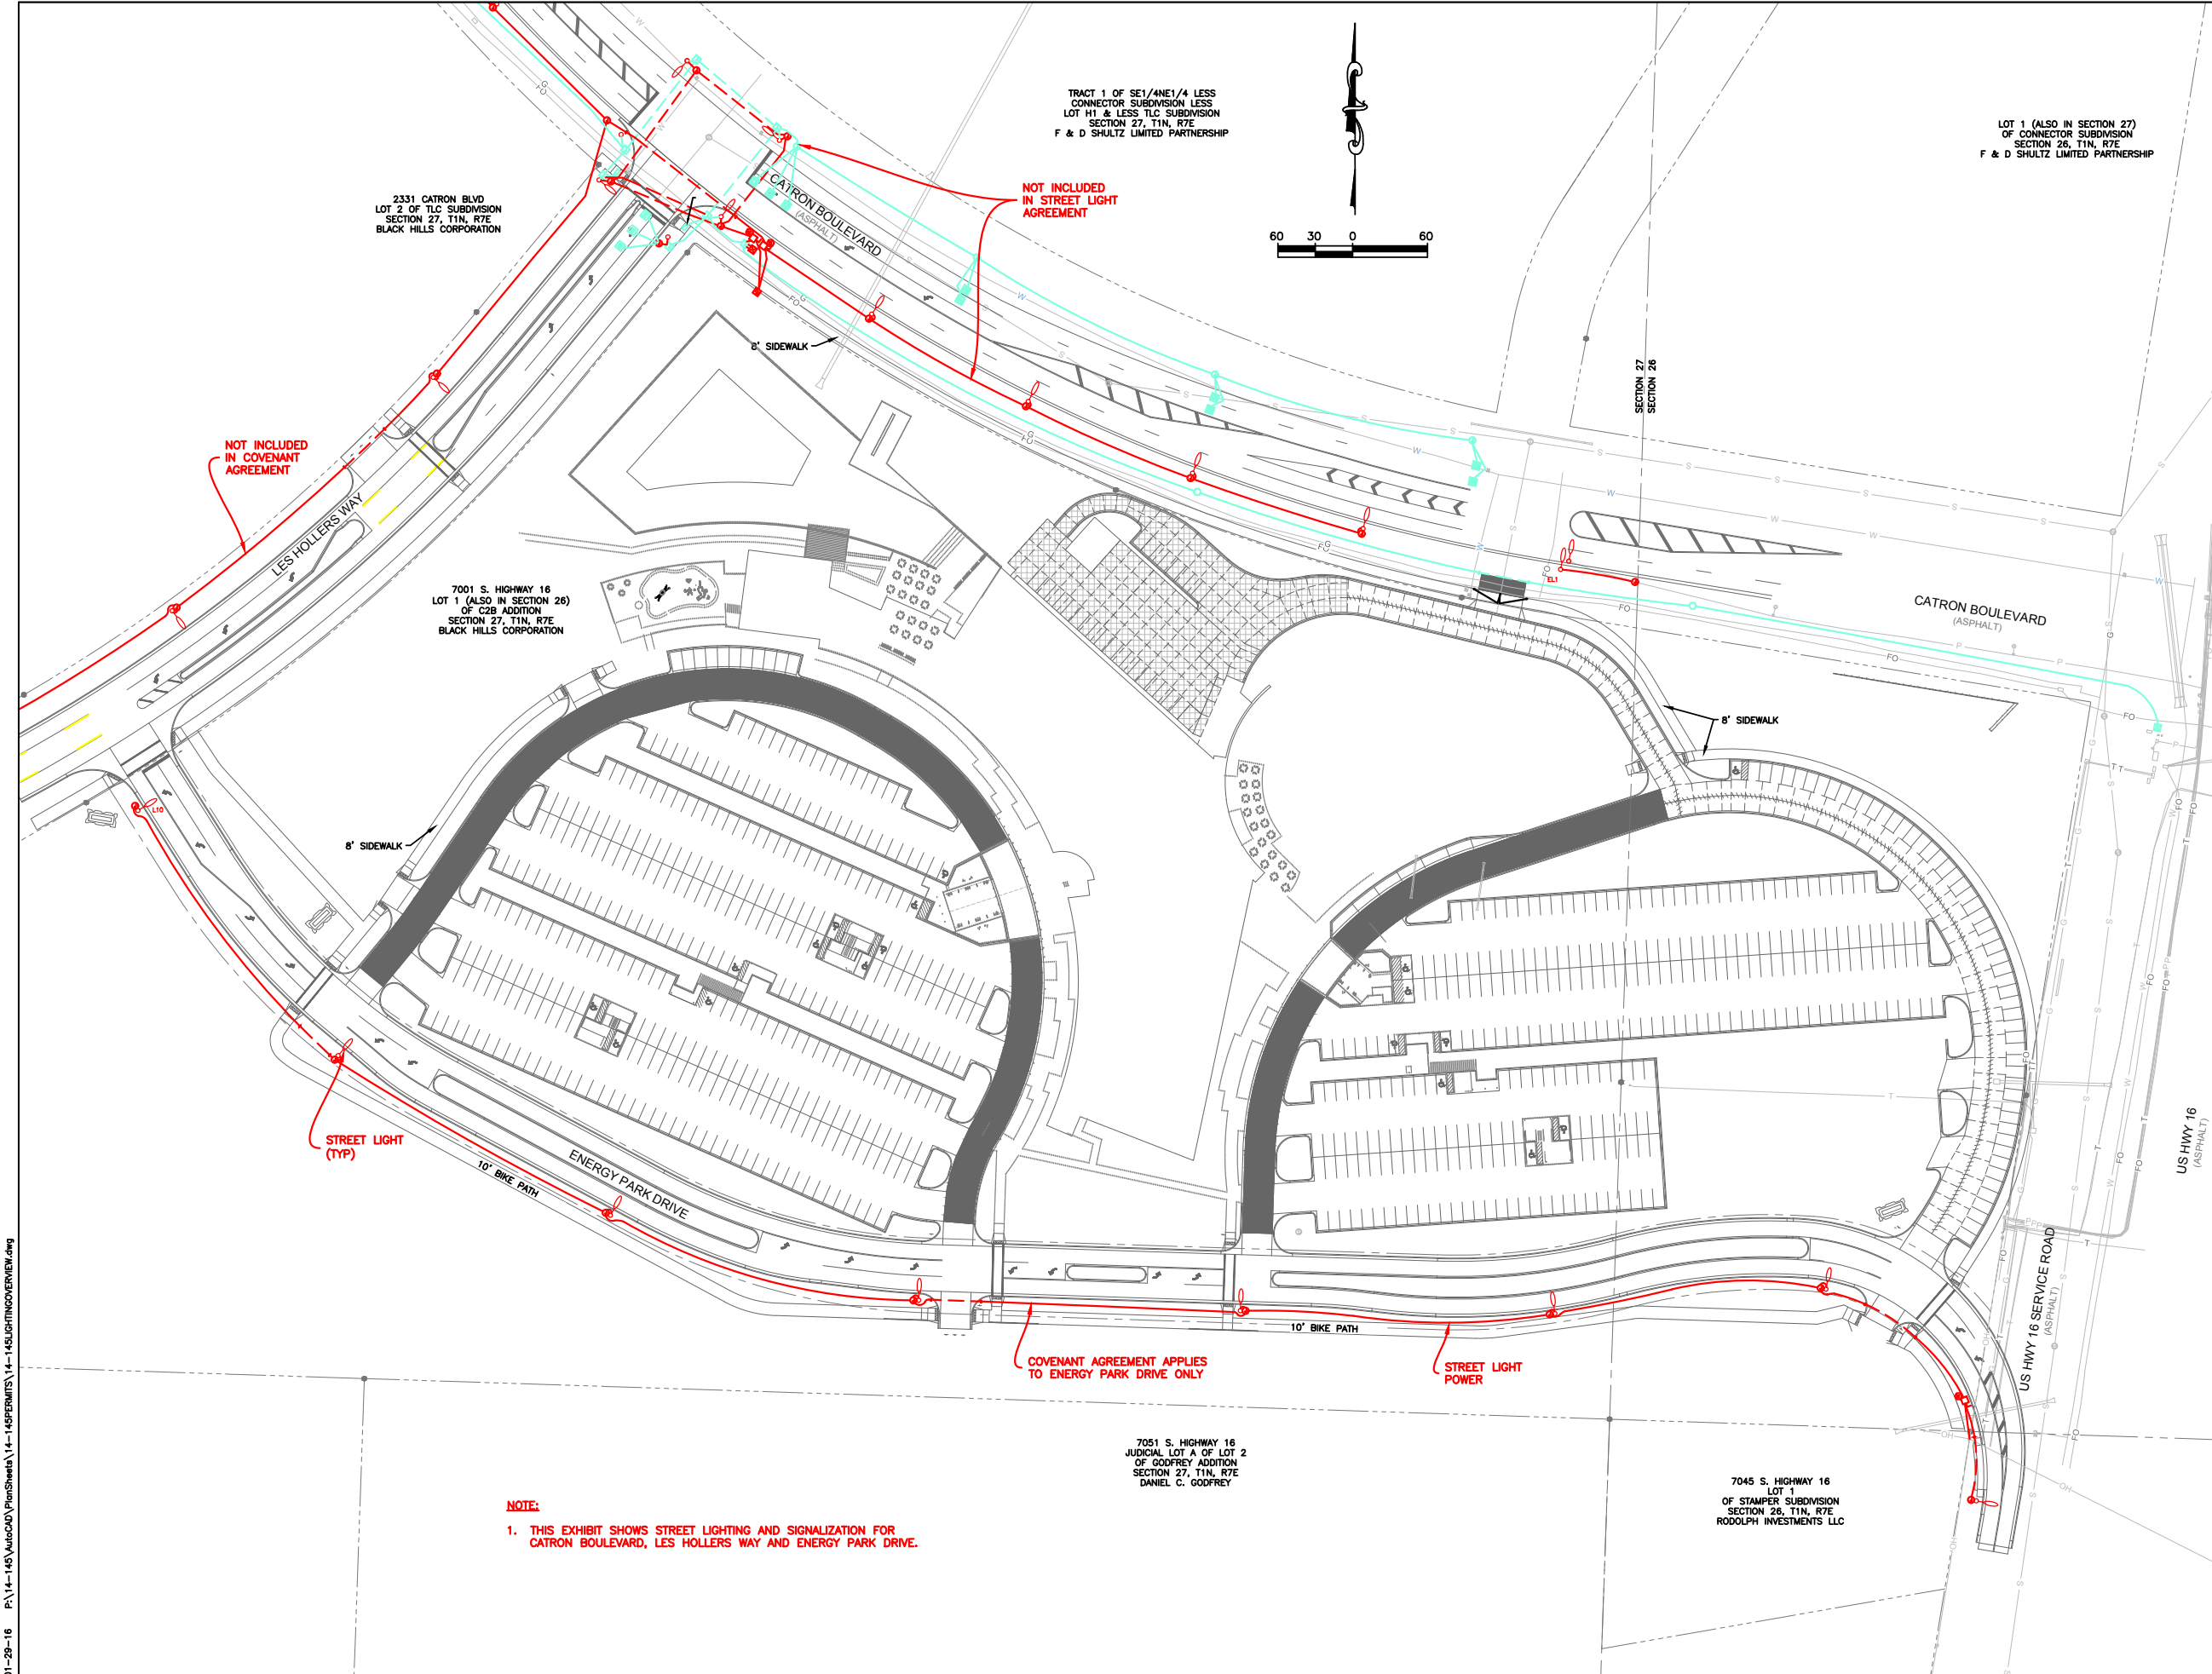 TRACT 1 OF SE1/4NE1/4 LESS
CONNECTOR SUBDIVISION LESS
LOT H1 & LESS TLC SUBDIVISION
SECTION 27, T1N, R7E
F & D SHULTZ LIMITED PARTNERSHIP
LOT 1 (ALSO IN SECTION 27)
OF CONNECTOR SUBDIVISION
SECTION 26, T1N, R7E
F & D SHULTZ LIMITED PARTNERSHIP
2331 CATRON BLVD
LOT 2 OF TLC SUBDIVISION
SECTION 27, T1N, R7E
BLACK HILLS CORPORATION
NOT INCLUDED
IN STREET LIGHT
AGREEMENT
CATRON BOULEVARD
(ASPHALT)
60 30 0 60
8' SIDEWALK
SECTION 27
SECTION 26
NOT INCLUDED
IN COVENANT
AGREEMENT
LES HOLLERS WAY
7001 S. HIGHWAY 16
LOT 1 (ALSO IN SECTION 26)
OF C2B ADDITION
SECTION 27, T1N, R7E
BLACK HILLS CORPORATION
EL1
CATRON BOULEVARD
(ASPHALT)
8' SIDEWALK
L10
8' SIDEWALK
STREET LIGHT
(TYP)
10' BIKE PATH
ENERGY PARK DRIVE
US HWY 16
(ASPHALT)
US HWY 16 SERVICE ROAD
(ASPHALT)
10' BIKE PATH
COVENANT AGREEMENT APPLIES
TO ENERGY PARK DRIVE ONLY
STREET LIGHT
POWER
7051 S. HIGHWAY 16
JUDICIAL LOT A OF LOT 2
OF GODFREY ADDITION
SECTION 27, T1N, R7E
DANIEL C. GODFREY
7045 S. HIGHWAY 16
LOT 1
OF STAMPER SUBDIVISION
SECTION 26, T1N, R7E
RODOLPH INVESTMENTS LLC
NOTE:
1. THIS EXHIBIT SHOWS STREET LIGHTING AND SIGNALIZATION FOR
CATRON BOULEVARD, LES HOLLERS WAY AND ENERGY PARK DRIVE.
01-29-16 P:\14-145\AutoCAD\PlanSheets\14-145PERMITS\14-145LIGHTINGOVERVIEW.dwg